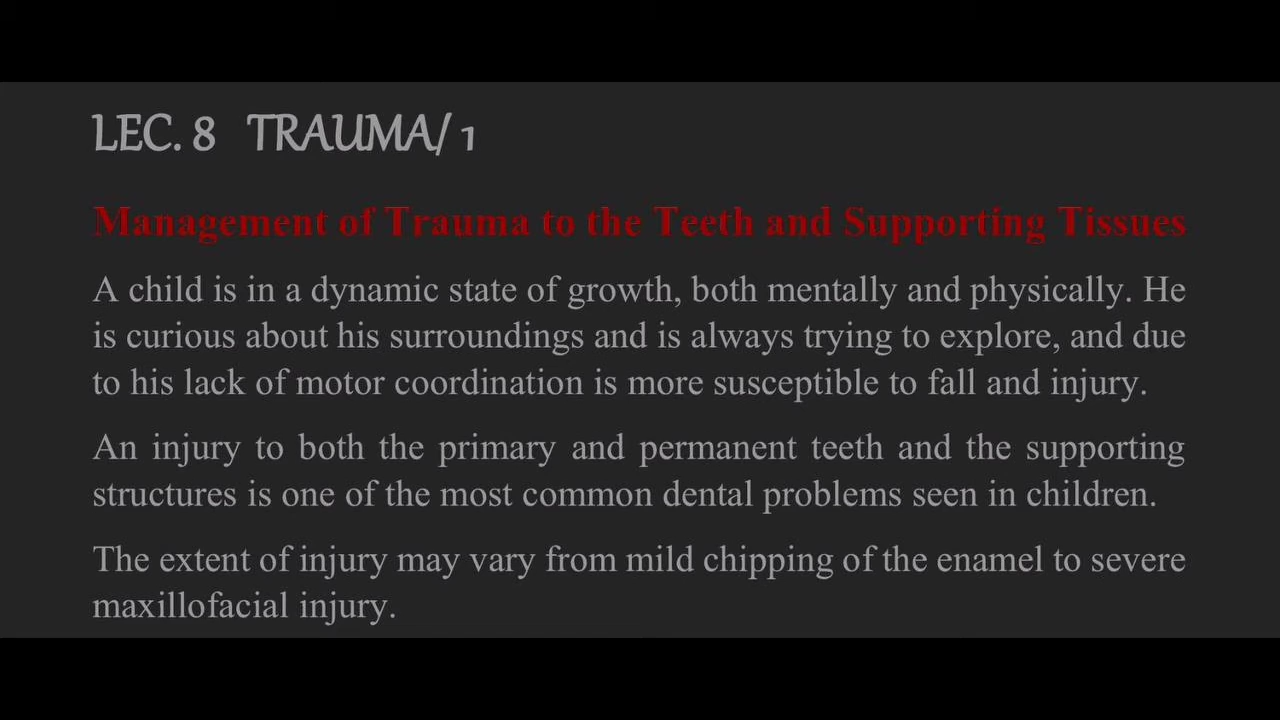 LEC. 8 TRAUMA/ 1
Management of Trauma to the Teeth and Supporting Tissues
A child is in a dynamic state of growth, both mentally and physically. He
is curious about his surroundings and is always trying to explore, and due
to his lack of motor coordination is more susceptible to fall and injury.
An injury to both the primary and permanent teeth and the supporting
structures is one of the most common dental problems seen in children.
The extent of injury may vary from mild chipping of the enamel to severe
maxillofacial injury.